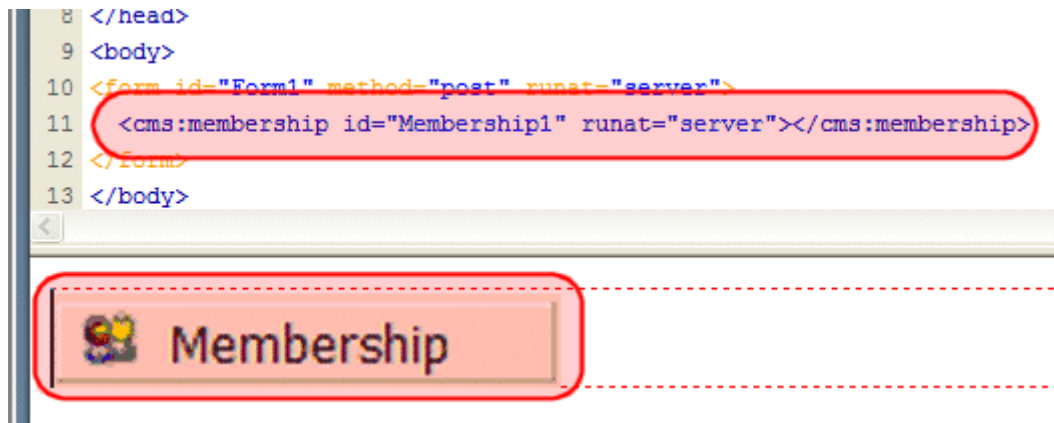 8 </head>
9 <body>
10 <form id="Form1" method="post" runat="server">
11 <cms:membership id="Membership1" runat="server"></cms:membership>
12 </form>
13 </body>
Membership